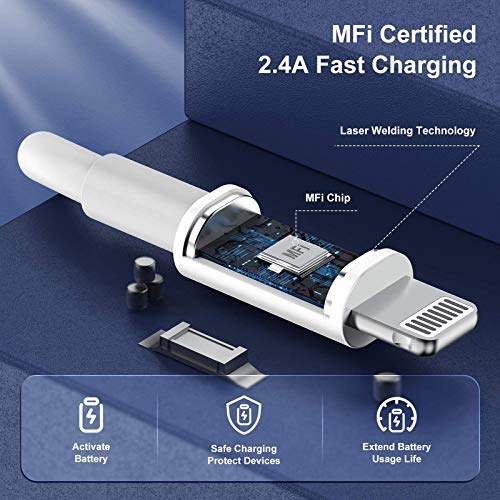 MFi Certified
2.4A Fast Charging
Laser Welding Technology
MFi Chip
MFi
Activate
Battery
Safe Charging
Protect Devices
Extend Battery
Usage Life